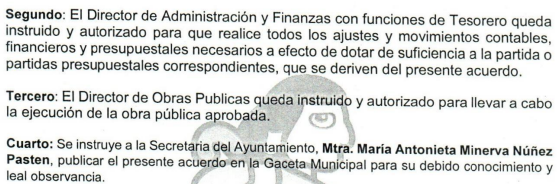 Segundo: El Director de Administración y Finanzas con funciones de Tesorero queda
instruido y autorizado para que realice todos los ajustes y movimientos contables,
financieros y presupuestales necesarios a efecto de dotar de suficiencia a la partida o
partidas presupuestales correspondientes, que se deriven del presente acuerdo.
Tercero: El Director de Obras Publicas queda instruido y autorizado para llevar a cabo
la ejecución de la obra pública aprobada.
Cuarto: Se instruye a la Secretaria del Ayuntamiento, Mtra. María Antonieta Minerva Núñez
Pasten, publicar el presente acuerdo en la Gaceta Municipal para su debido conocimiento y
leal observancia.